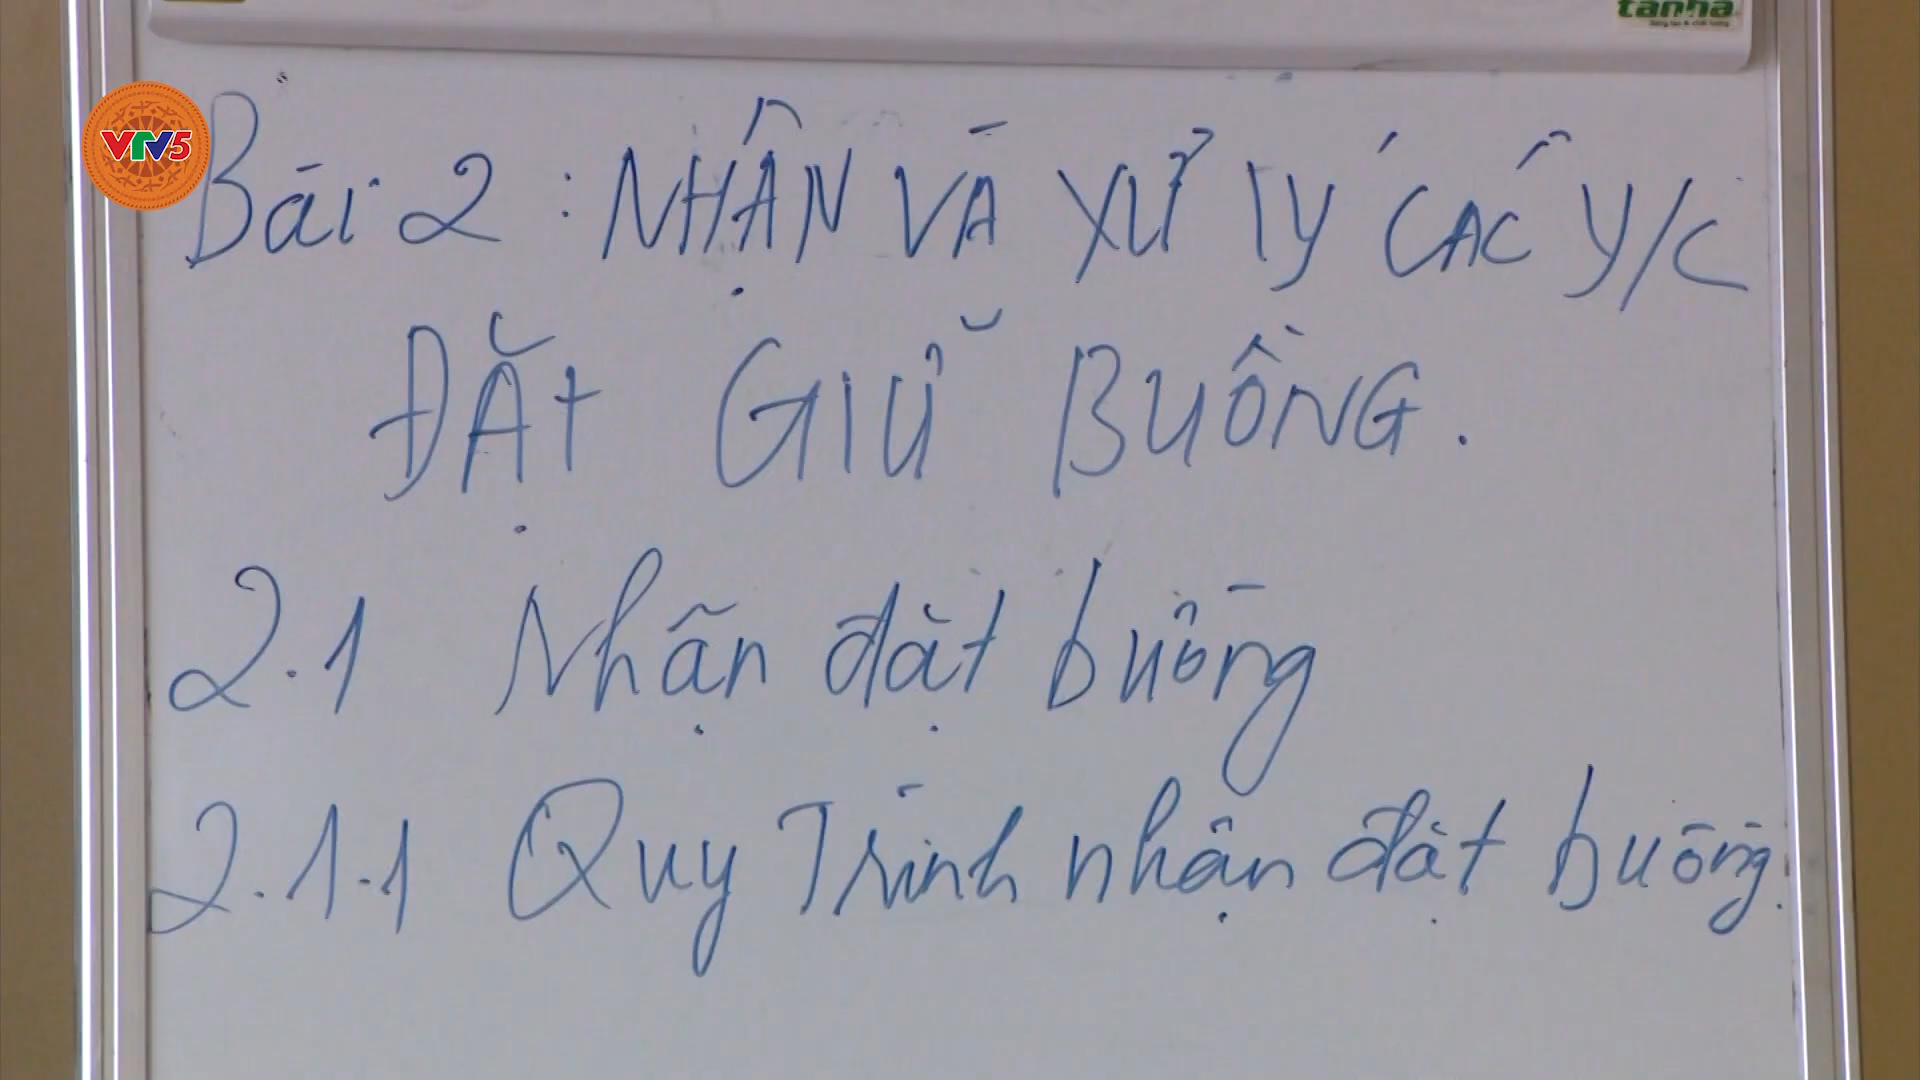 tanha
VTV5
Bài 2: NHẬN VÀ XỬ LÝ CÁC Y/C
ĐẶT GIỮ BUỒNG.
2.1 Nhận đặt buồng
2.1.1 Quy Trình nhận đặt buồng.